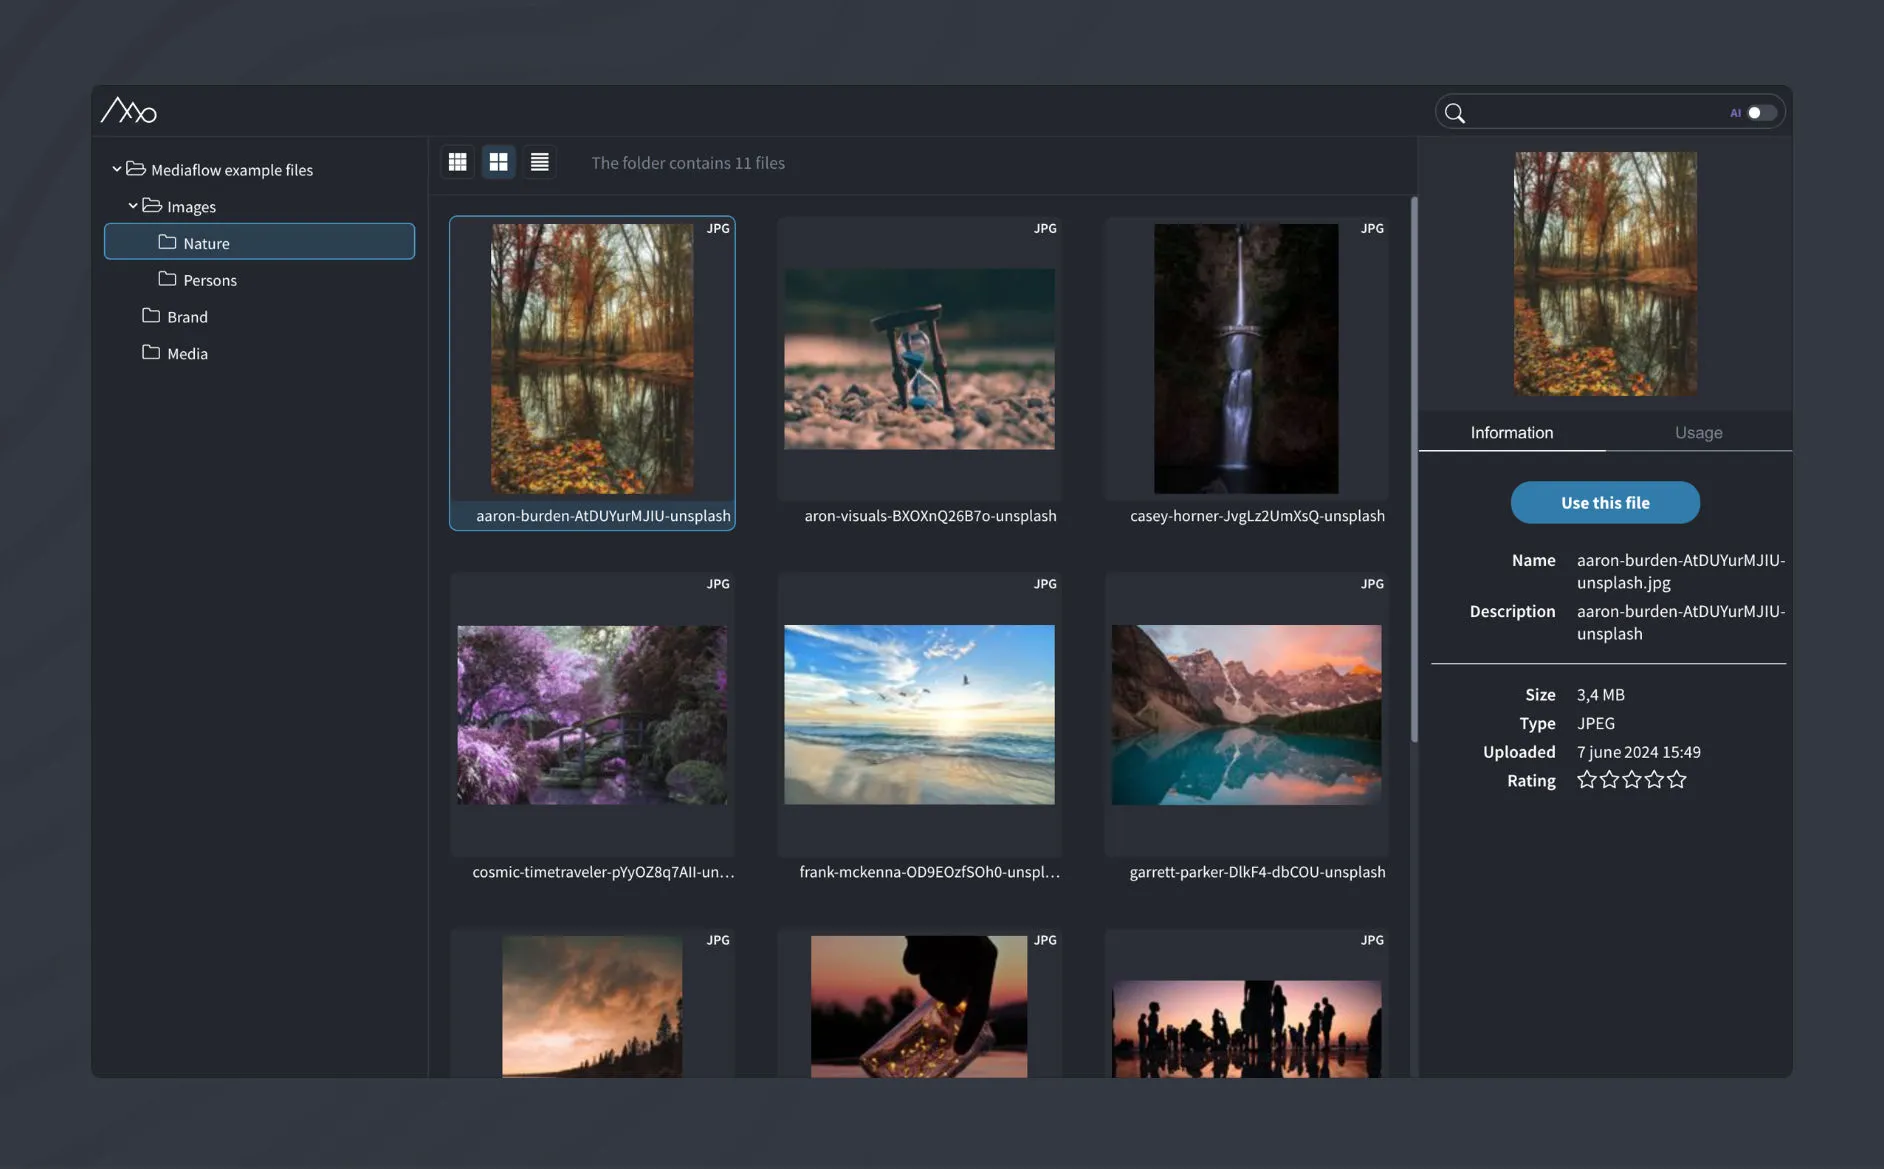 AI
Mediaflow example files
Images
Nature
Persons
Brand
Media
The folder contains 11 files
JPG
JPG
JPG
aaron-burden-AtDUYurMJIU-unsplash
aron-visuals-BXOXnQ26B7o-unsplash
casey-horner-JvgLz2UmXsQ-unsplash
JPG
JPG
JPG
cosmic-timetraveler-pYyOZ8q7AII-un…
frank-mckenna-OD9EOzfSOh0-unspl…
garrett-parker-DlkF4-dbCOU-unsplash
JPG
JPG
JPG
Information
Usage
Use this file
Name aaron-burden-AtDUYurMJIU-
unsplash.jpg
Description aaron-burden-AtDUYurMJIU-
unsplash
Size 3,4 MB
Type JPEG
Uploaded 7 june 2024 15:49
Rating